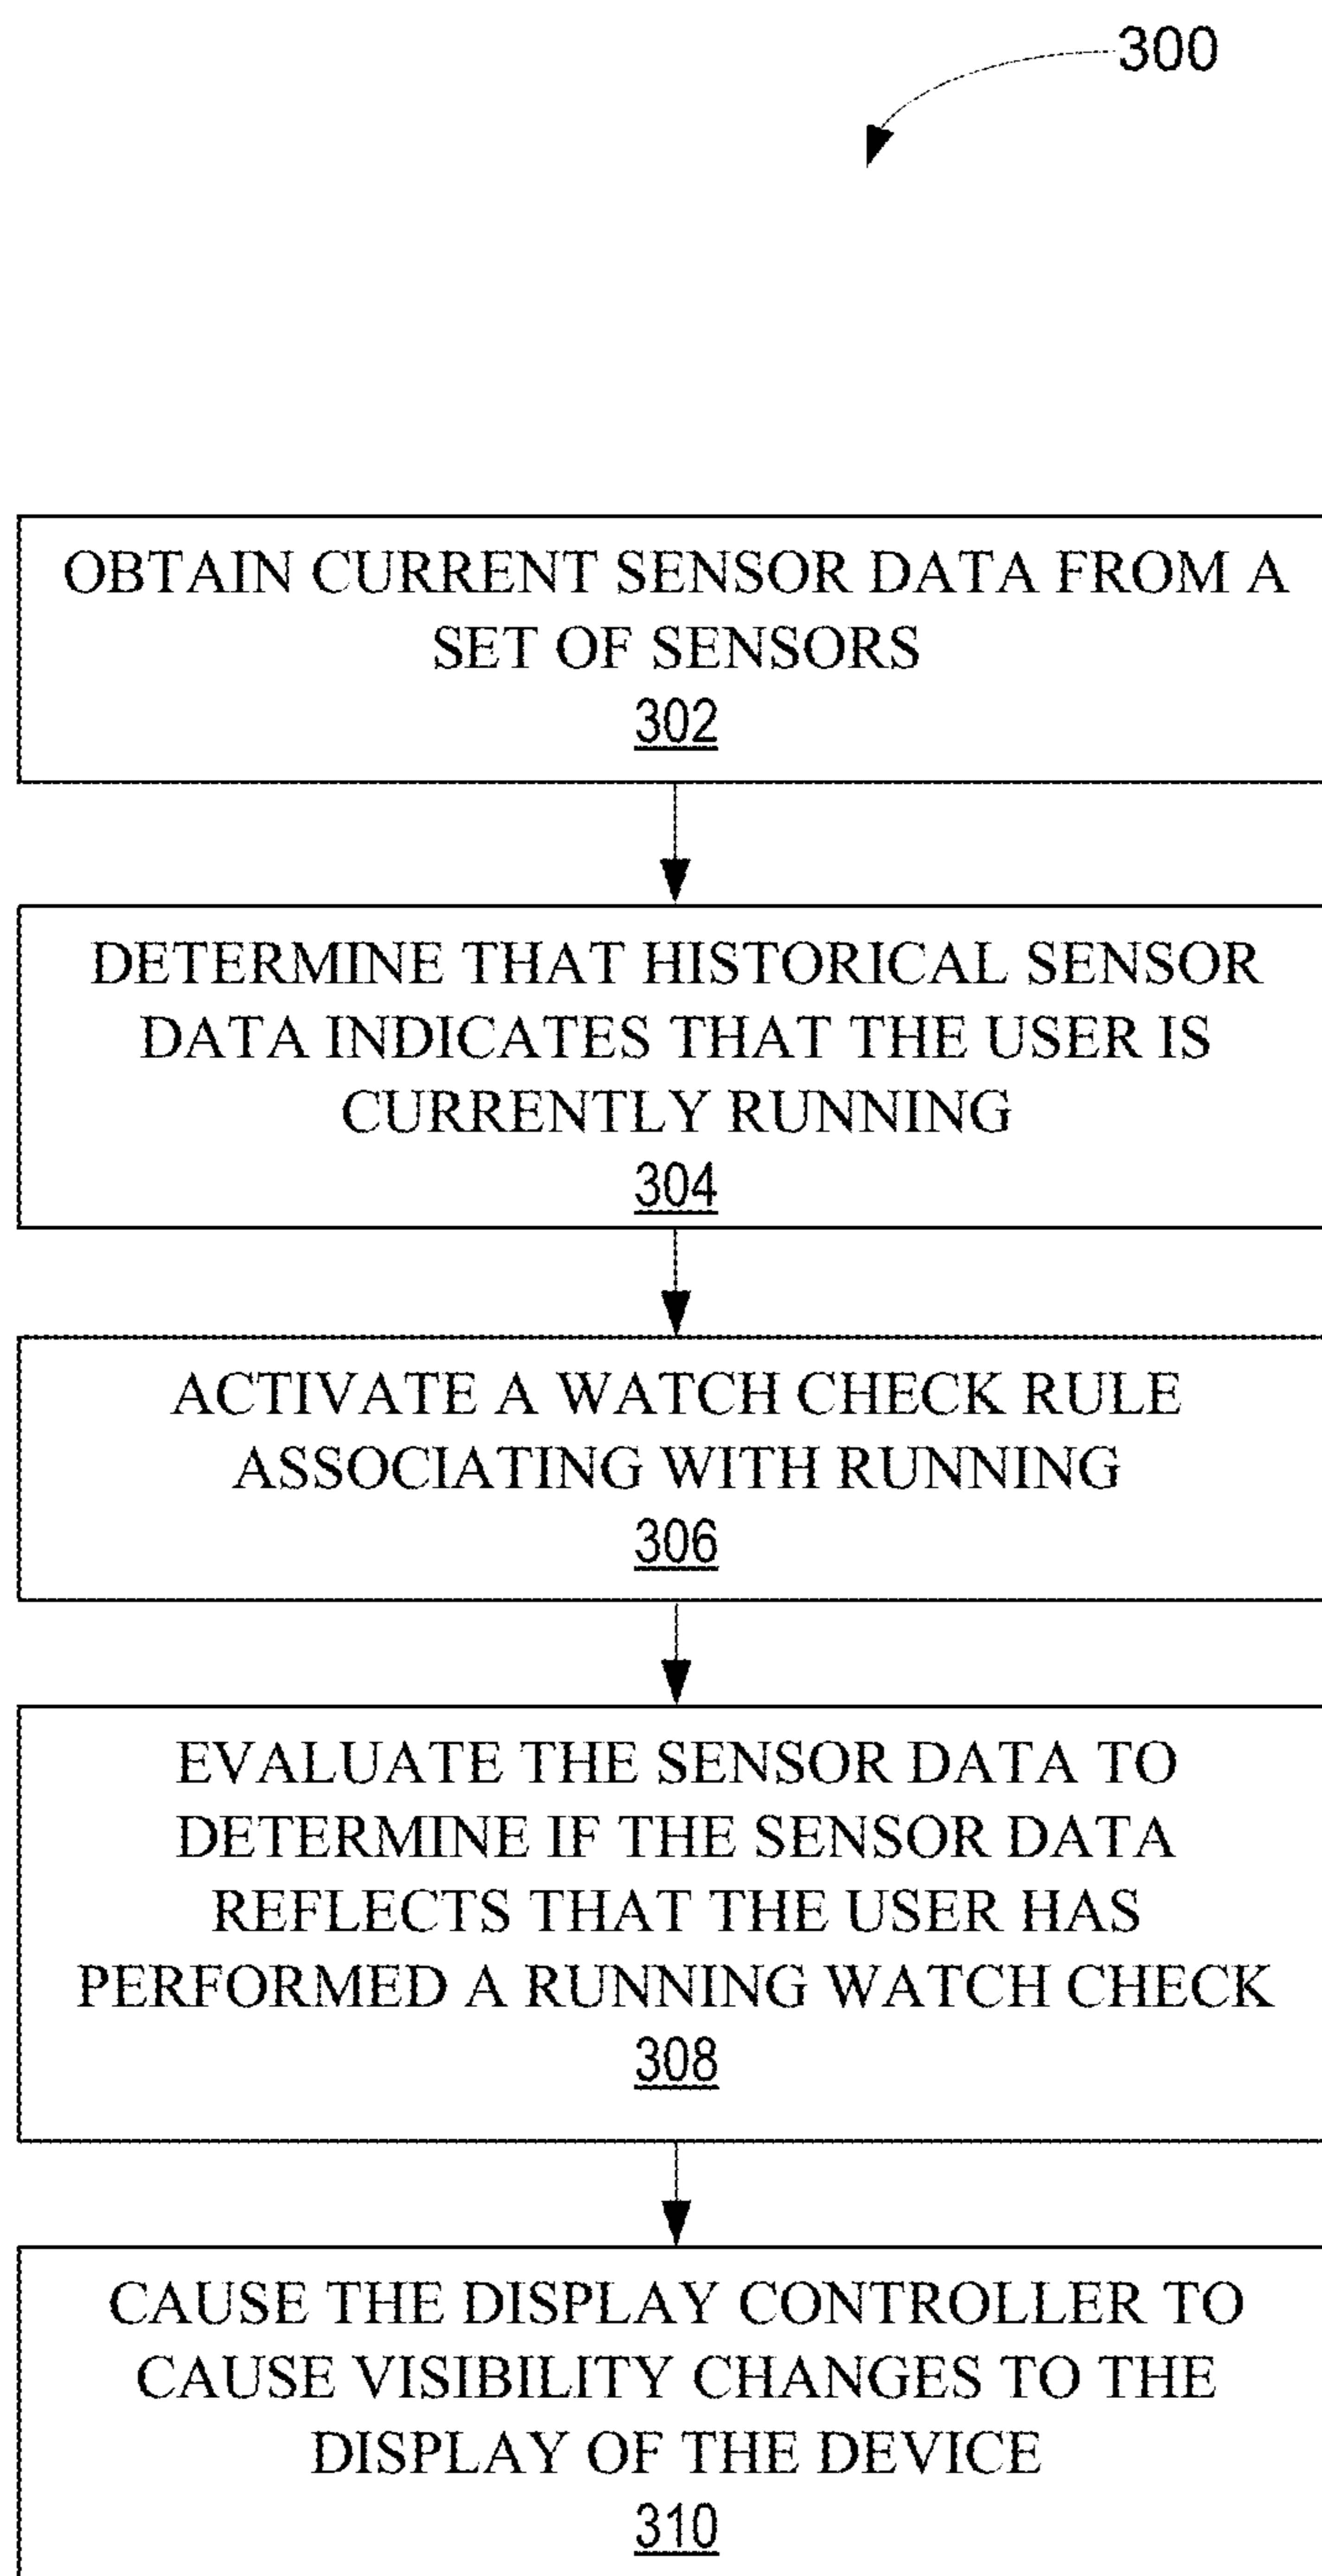 300
OBTAIN CURRENT SENSOR DATA FROM A
SET OF SENSORS
302
DETERMINE THAT HISTORICAL SENSOR
DATA INDICATES THAT THE USER IS
CURRENTLY RUNNING
304
ACTIVATE A WATCH CHECK RULE
ASSOCIATING WITH RUNNING
306
EVALUATE THE SENSOR DATA TO
DETERMINE IF THE SENSOR DATA
REFLECTS THAT THE USER HAS
PERFORMED A RUNNING WATCH CHECK
308
CAUSE THE DISPLAY CONTROLLER TO
CAUSE VISIBILITY CHANGES TO THE
DISPLAY OF THE DEVICE
310